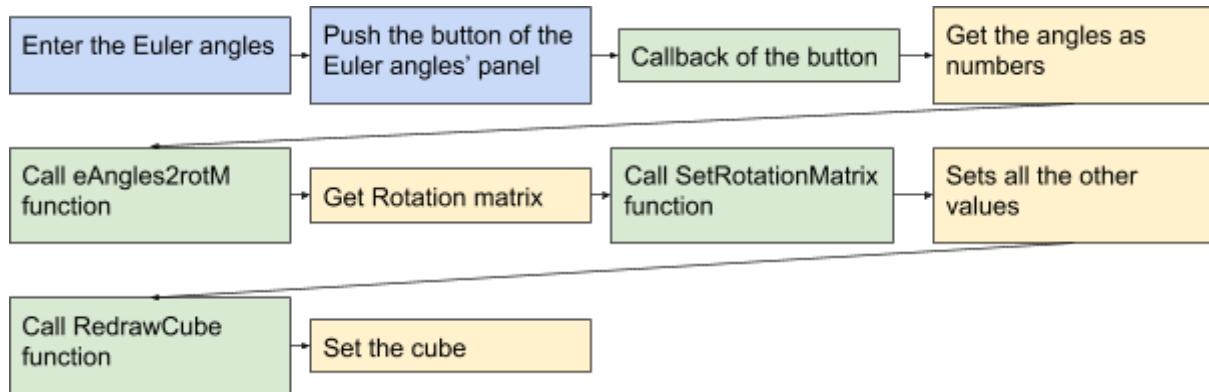 Enter the Euler angles
Push the button of the
Euler angles’ panel
Callback of the button
Get the angles as
numbers
Call eAngles2rotM
function
Get Rotation matrix
Call SetRotationMatrix
function
Sets all the other
values
Call RedrawCube
function
Set the cube